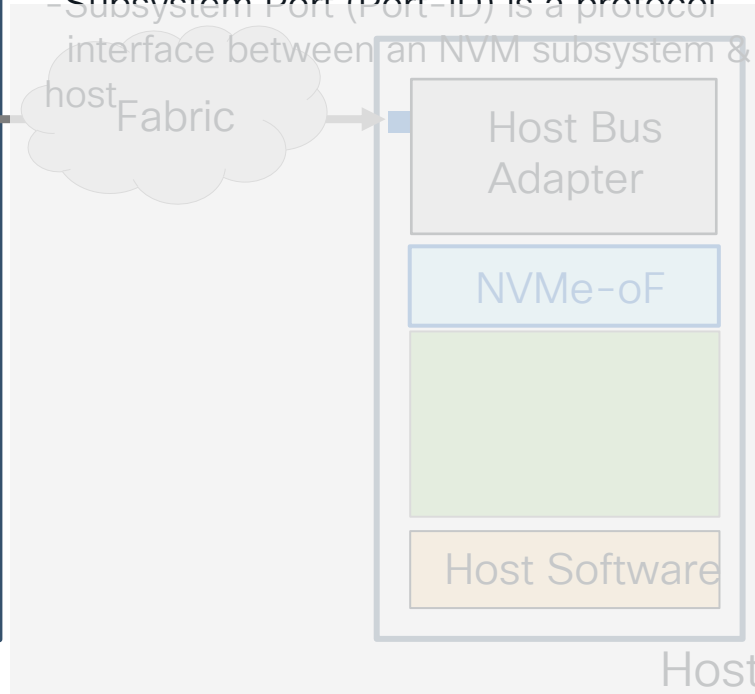 -Subsystem Port (Port-ID) is a protocol
interface between an NVM subsystem &
host
Fabric
Host Bus
Adapter
NVMe-oF
Host Software
Host